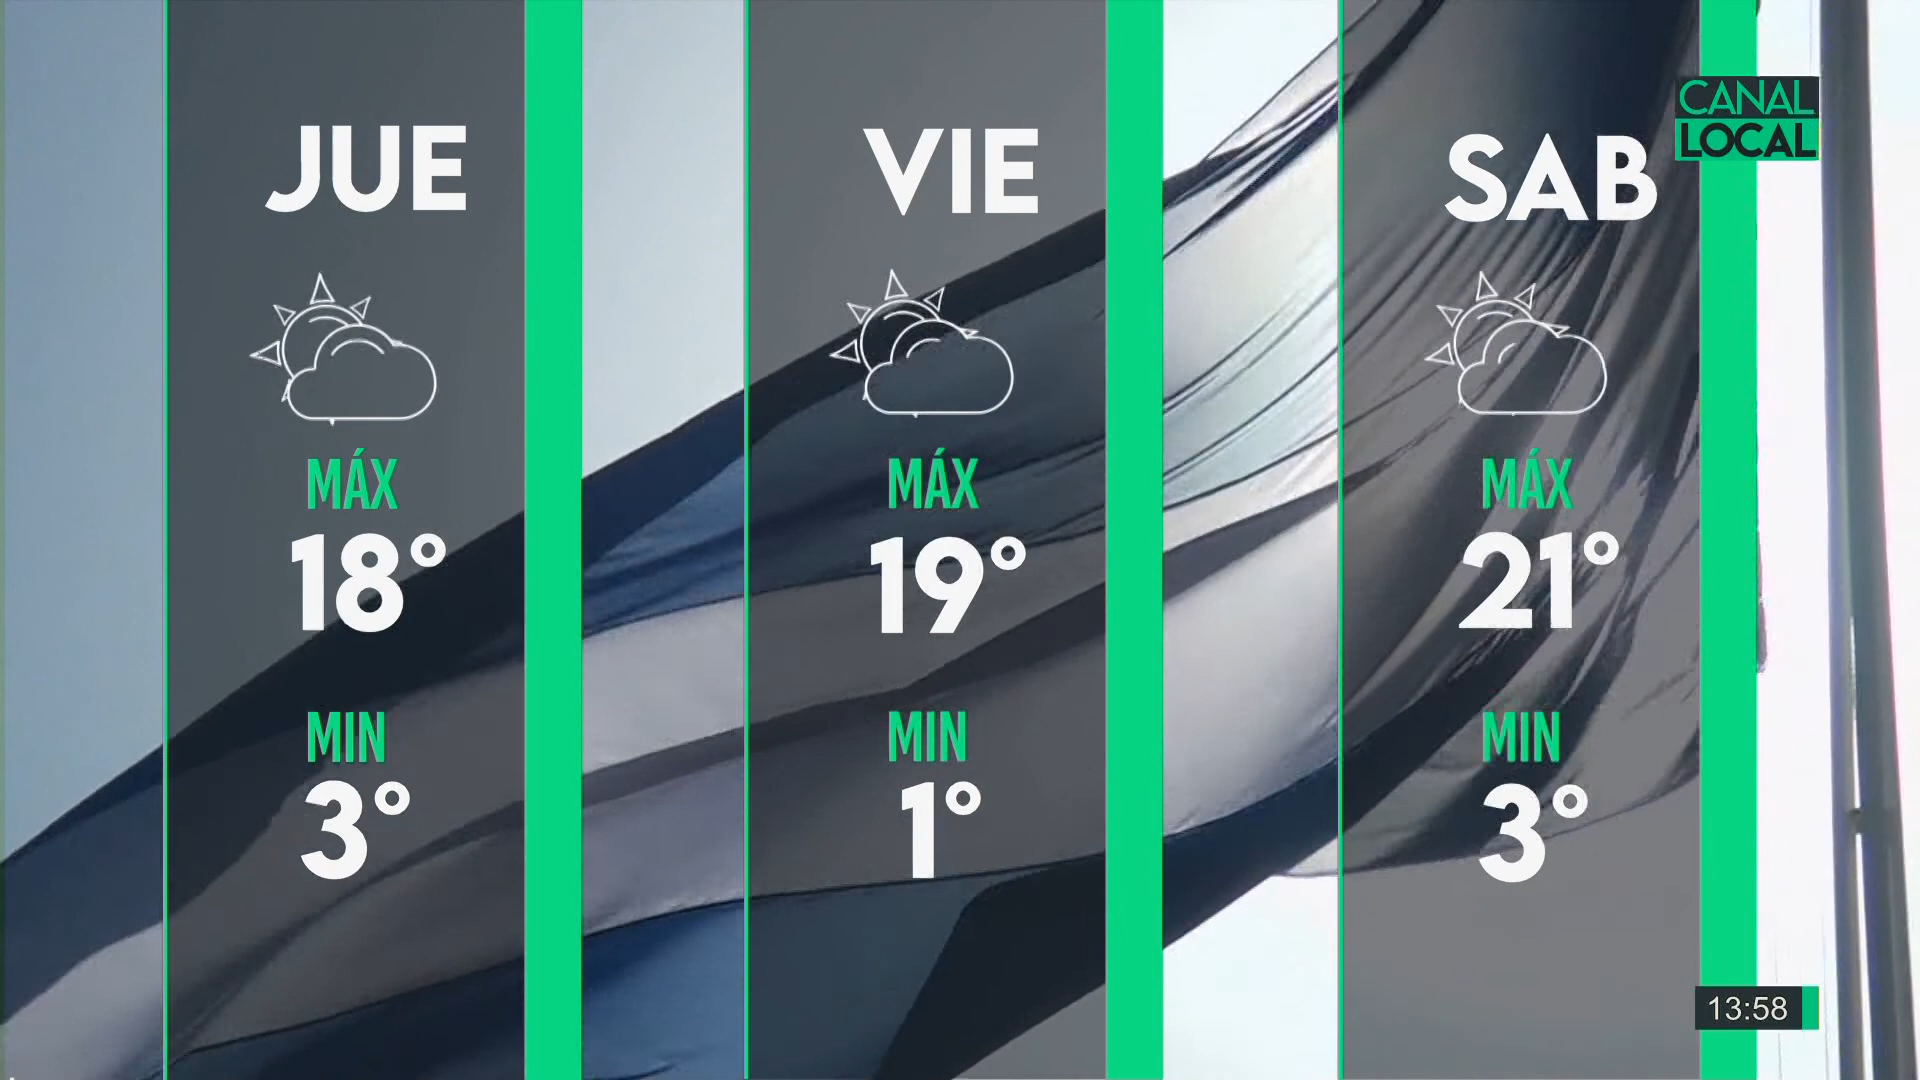 JUE
MÁX
18°
MIN
3°
VIE
MÁX
19°
MIN
1°
SAB
MÁX
21°
MIN
3°
CANAL
LOCAL
13:58